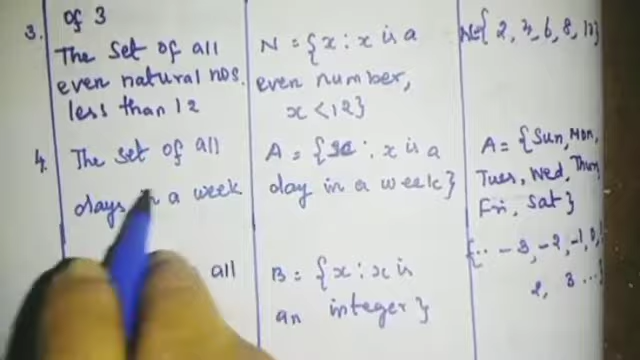 of 3
3. The set of all
even natural nos.
less than 12
N = {x : x is a
even number,
x < 12}
N = { 2, 4, 6, 8, 10}
4. The set of all
days in a week
A = {x : x is a
day in a week}
A = {Sun, Mon,
Tues, Wed, Thurs
Fri, Sat}
all
B = {x : x is
an integer}
{.. -3, -2, -1, 0, 1
2, 3 ...}